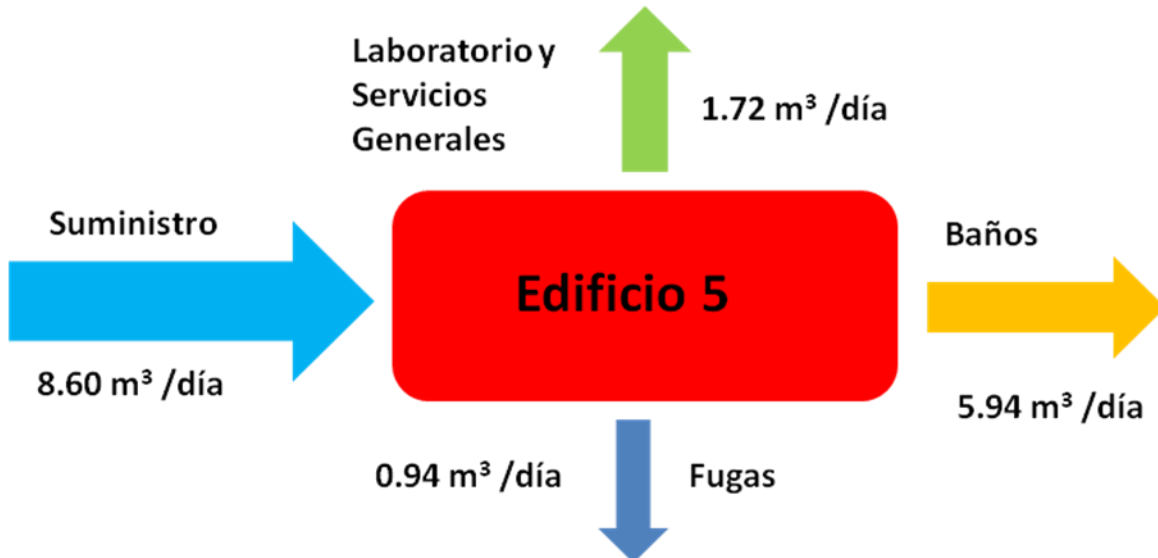 Laboratorio y
Servicios
Generales
1.72 m³ /día
Suministro
8.60 m³ /día
Edificio 5
Baños
5.94 m³ /día
0.94 m³ /día
Fugas